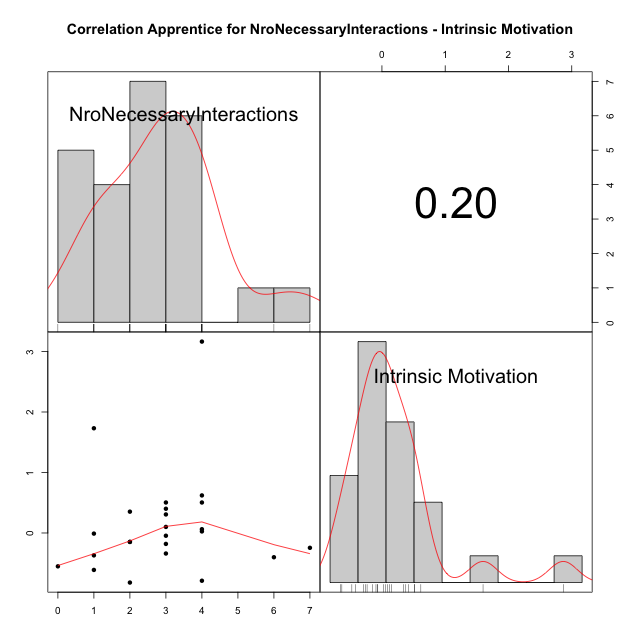 Correlation Apprentice for NroNecessaryInteractions - Intrinsic Motivation
0 1 2 3
NroNecessaryInteractions
0.20
7
6
5
4
3
2
1
0
3
2
1
0
Intrinsic Motivation
0 1 2 3 4 5 6 7